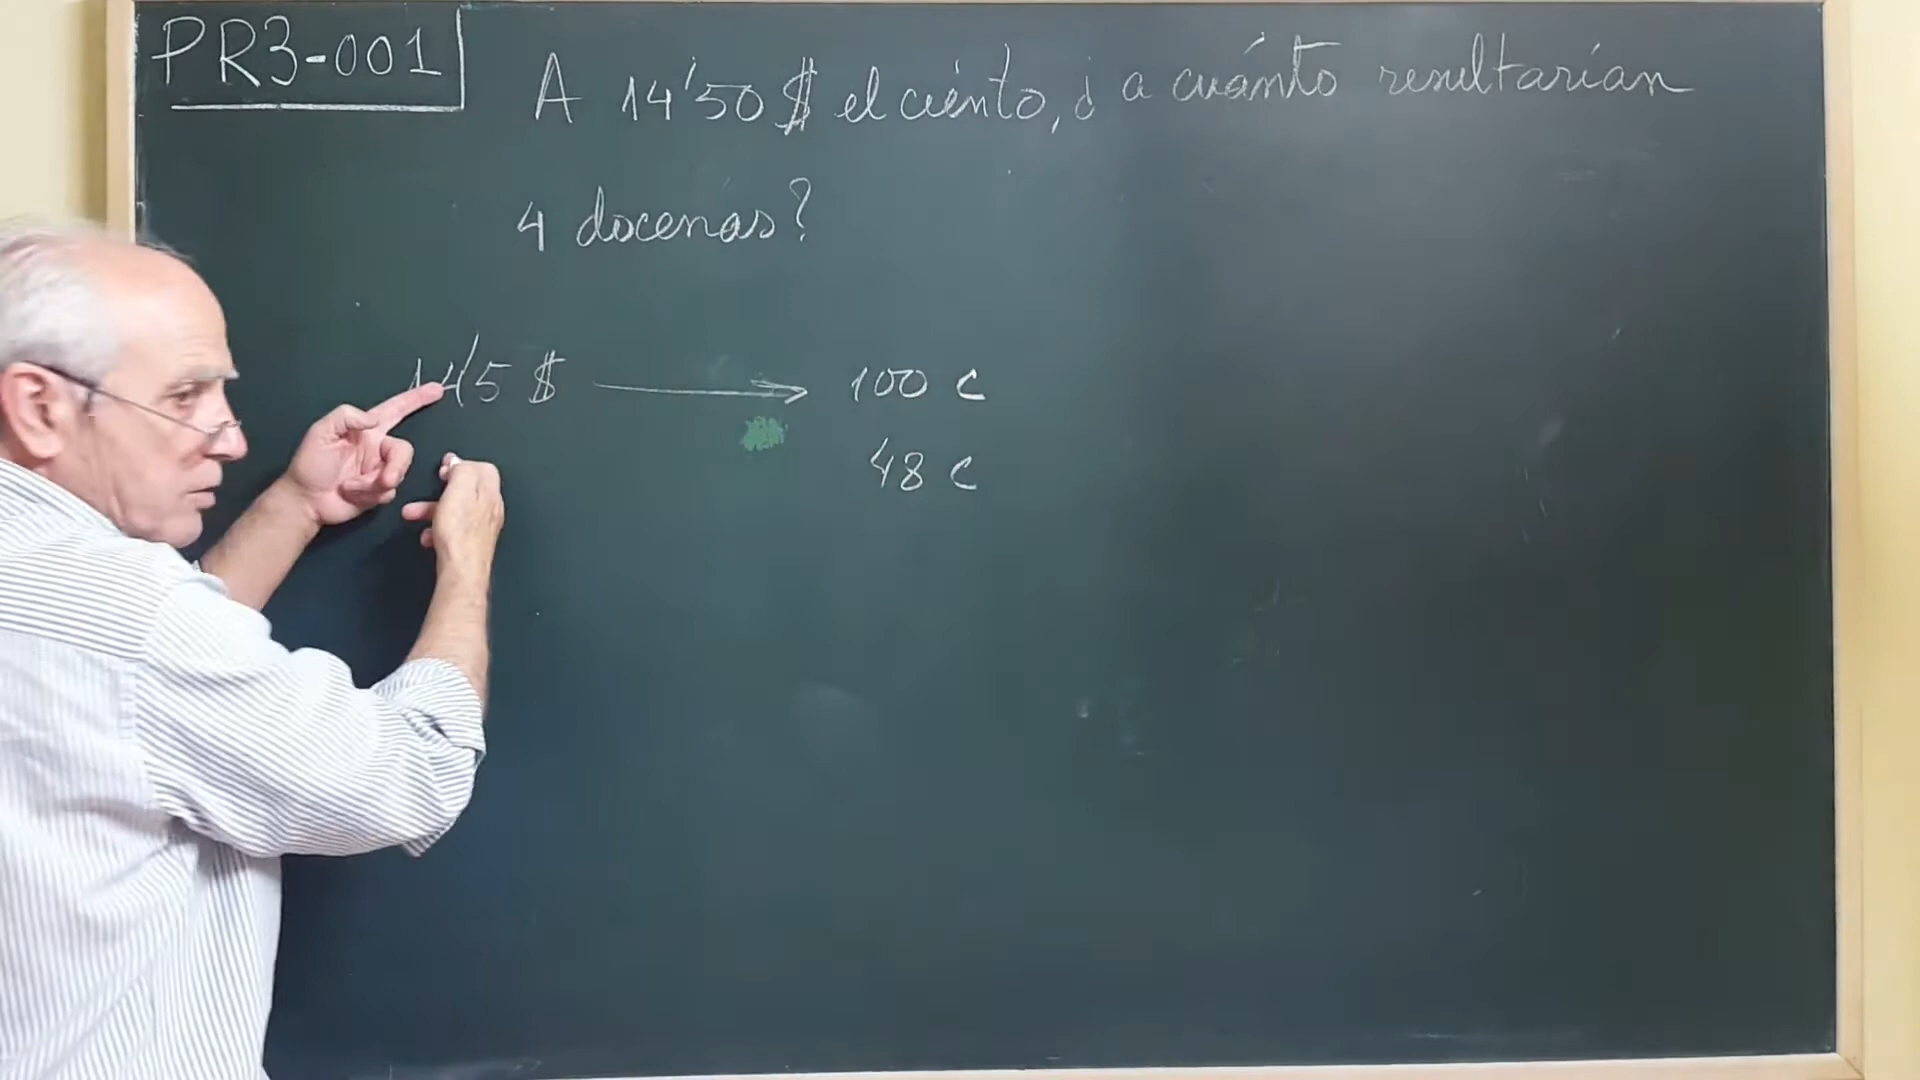 PR3-001
A 14'50 $ el ciento, ¿ a cuánto resultarían
4 docenas?
14'5 $ → 100 c
48 c